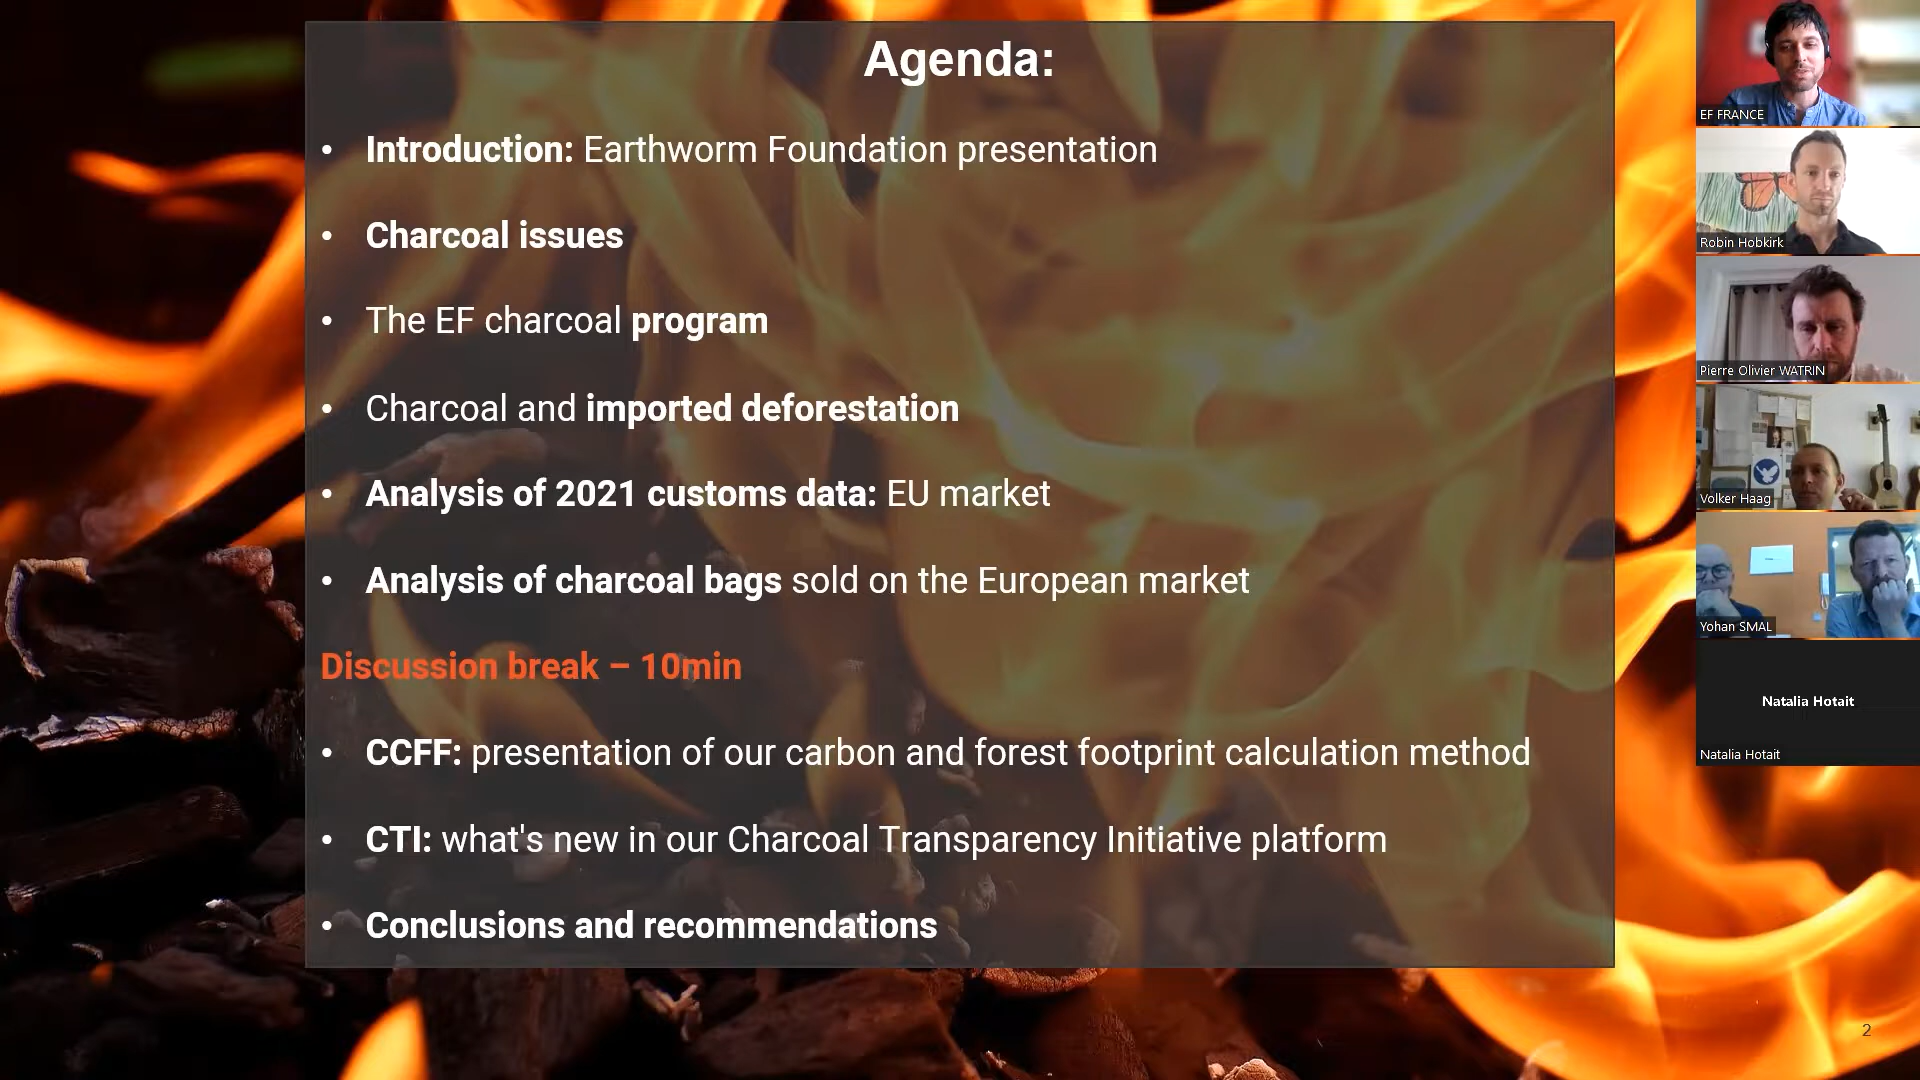 Agenda:
• Introduction: Earthworm Foundation presentation
• Charcoal issues
• The EF charcoal program
• Charcoal and imported deforestation
• Analysis of 2021 customs data: EU market
• Analysis of charcoal bags sold on the European market
Discussion break – 10min
• CCFF: presentation of our carbon and forest footprint calculation method
• CTI: what's new in our Charcoal Transparency Initiative platform
• Conclusions and recommendations
2
EF FRANCE
Robin Hobkirk
Pierre Olivier WATRIN
Volker Haag
Yohan SMAL
Natalia Hotait
Natalia Hotait